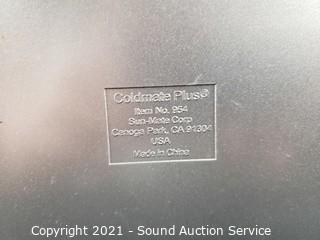 Coldmate Plus®
Item No. 954
Sun-Mate Corp
Canoga Park, CA 91304
USA
Made in China
Copyright 2021 - Sound Auction Service